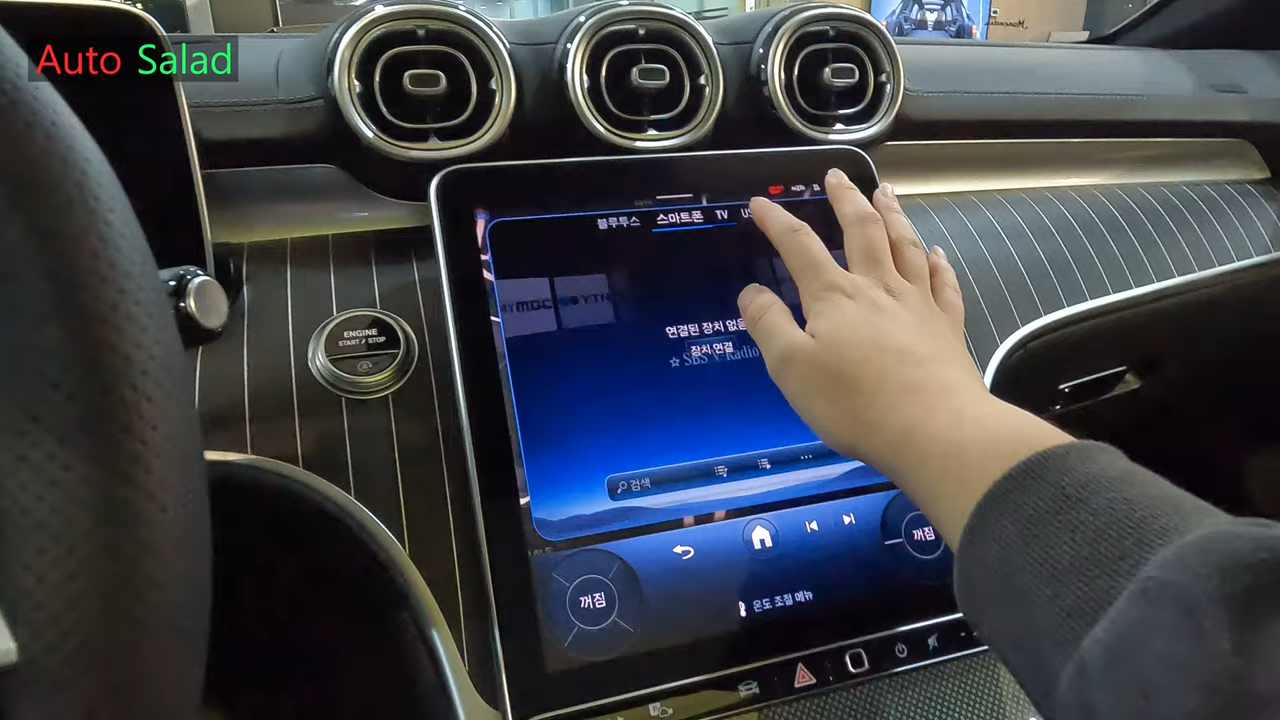 Auto Salad
블루투스 스마트폰 TV
MBC YTN
연결된 장치 없음
장치 연결
☆ SBS V-Radio
검색
ENGINE
START / STOP
꺼짐
꺼짐
온도 조절 메뉴